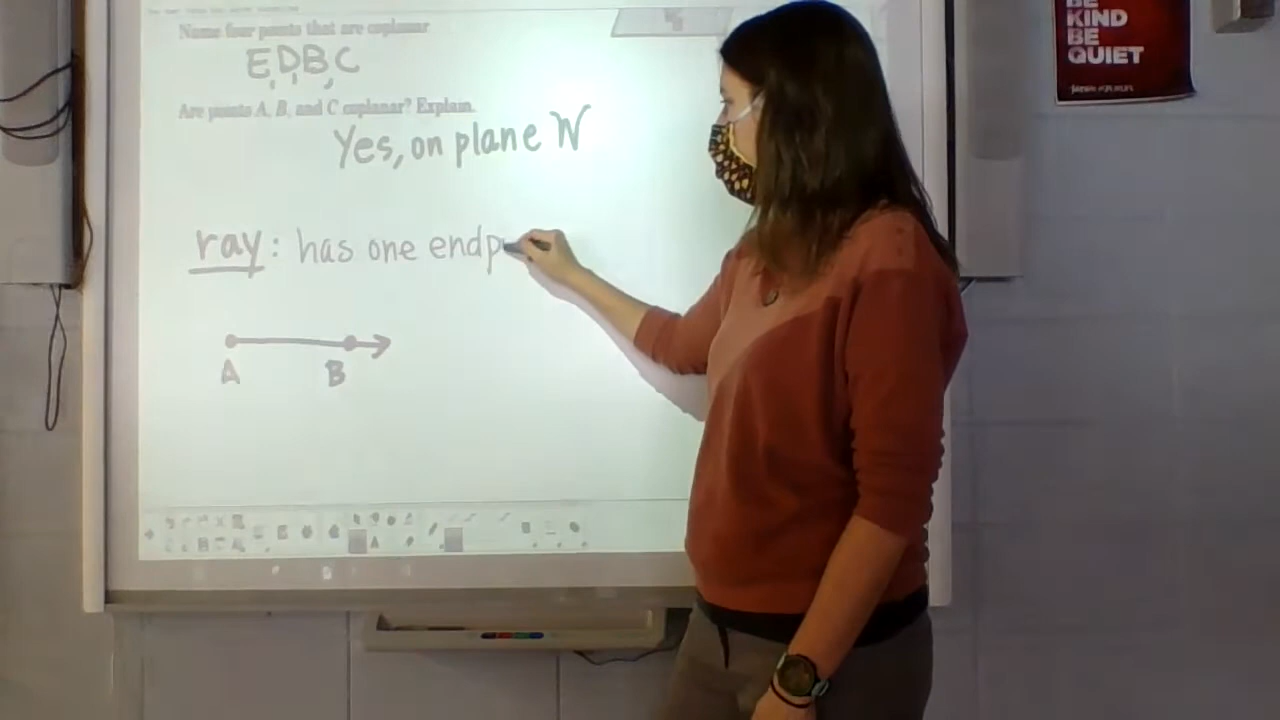 Name four points that are coplanar
E, D, B, C
Are points A, B, and C coplanar? Explain.
Yes, on plane W
ray: has one endp
A B
BE
KIND
BE
QUIET